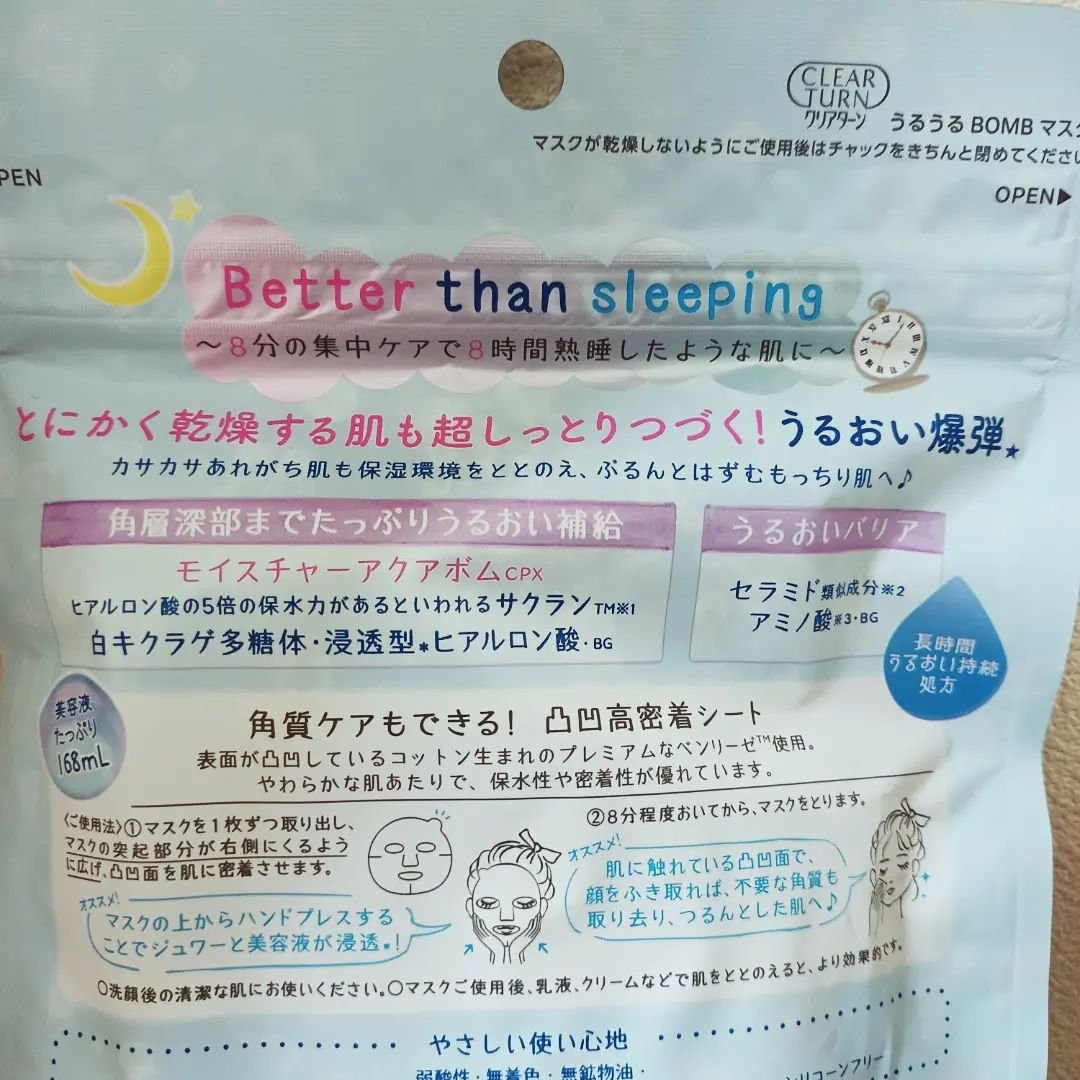 CLEAR
TURN
クリアターン うるうるBOMBマス
マスクが乾燥しないようにご使用後はチャックをきちんと閉めてください
PEN
OPEN▶
Better than sleeping
～8分の集中ケアで8時間熟睡したような肌に～
とにかく乾燥する肌も超しっとりつづく!うるおい爆弾★
カサカサあれがち肌も保湿環境をととのえ、ぷるんとはずむもっちり肌へ♪
角層深部までたっぷりうるおい補給
モイスチャーアクアボムCPX
ヒアルロン酸の5倍の保水力があるといわれるサクランTM※1
白キクラゲ多糖体・浸透型*ヒアルロン酸・BG
うるおいバリア
セラミド類似成分※2
アミノ酸※3・BG
長時間
うるおい持続
処方
美容液
たっぷり
168mL
角質ケアもできる! 凸凹高密着シート
表面が凸凹しているコットン生まれのプレミアムなベンリーゼ™使用。
やわらかな肌あたりで、保水性や密着性が優れています。
〈ご使用法〉①マスクを1枚ずつ取り出し、
マスクの突起部分が右側にくるよう
に広げ、凸凹面を肌に密着させます。
オススメ!
マスクの上からハンドプレスする
ことでジュワーと美容液が浸透*!
②8分程度おいてから、マスクをとります。
オススメ!
肌に触れている凸凹面で、
顔をふき取れば、不要な角質も
取り去り、つるんとした肌へ♪
○洗顔後の清潔な肌にお使いください。○マスクご使用後、乳液、クリームなどで肌をととのえると、より効果的です。
やさしい使い心地
弱酸性・無着色・無鉱物油・
リコーンフリー